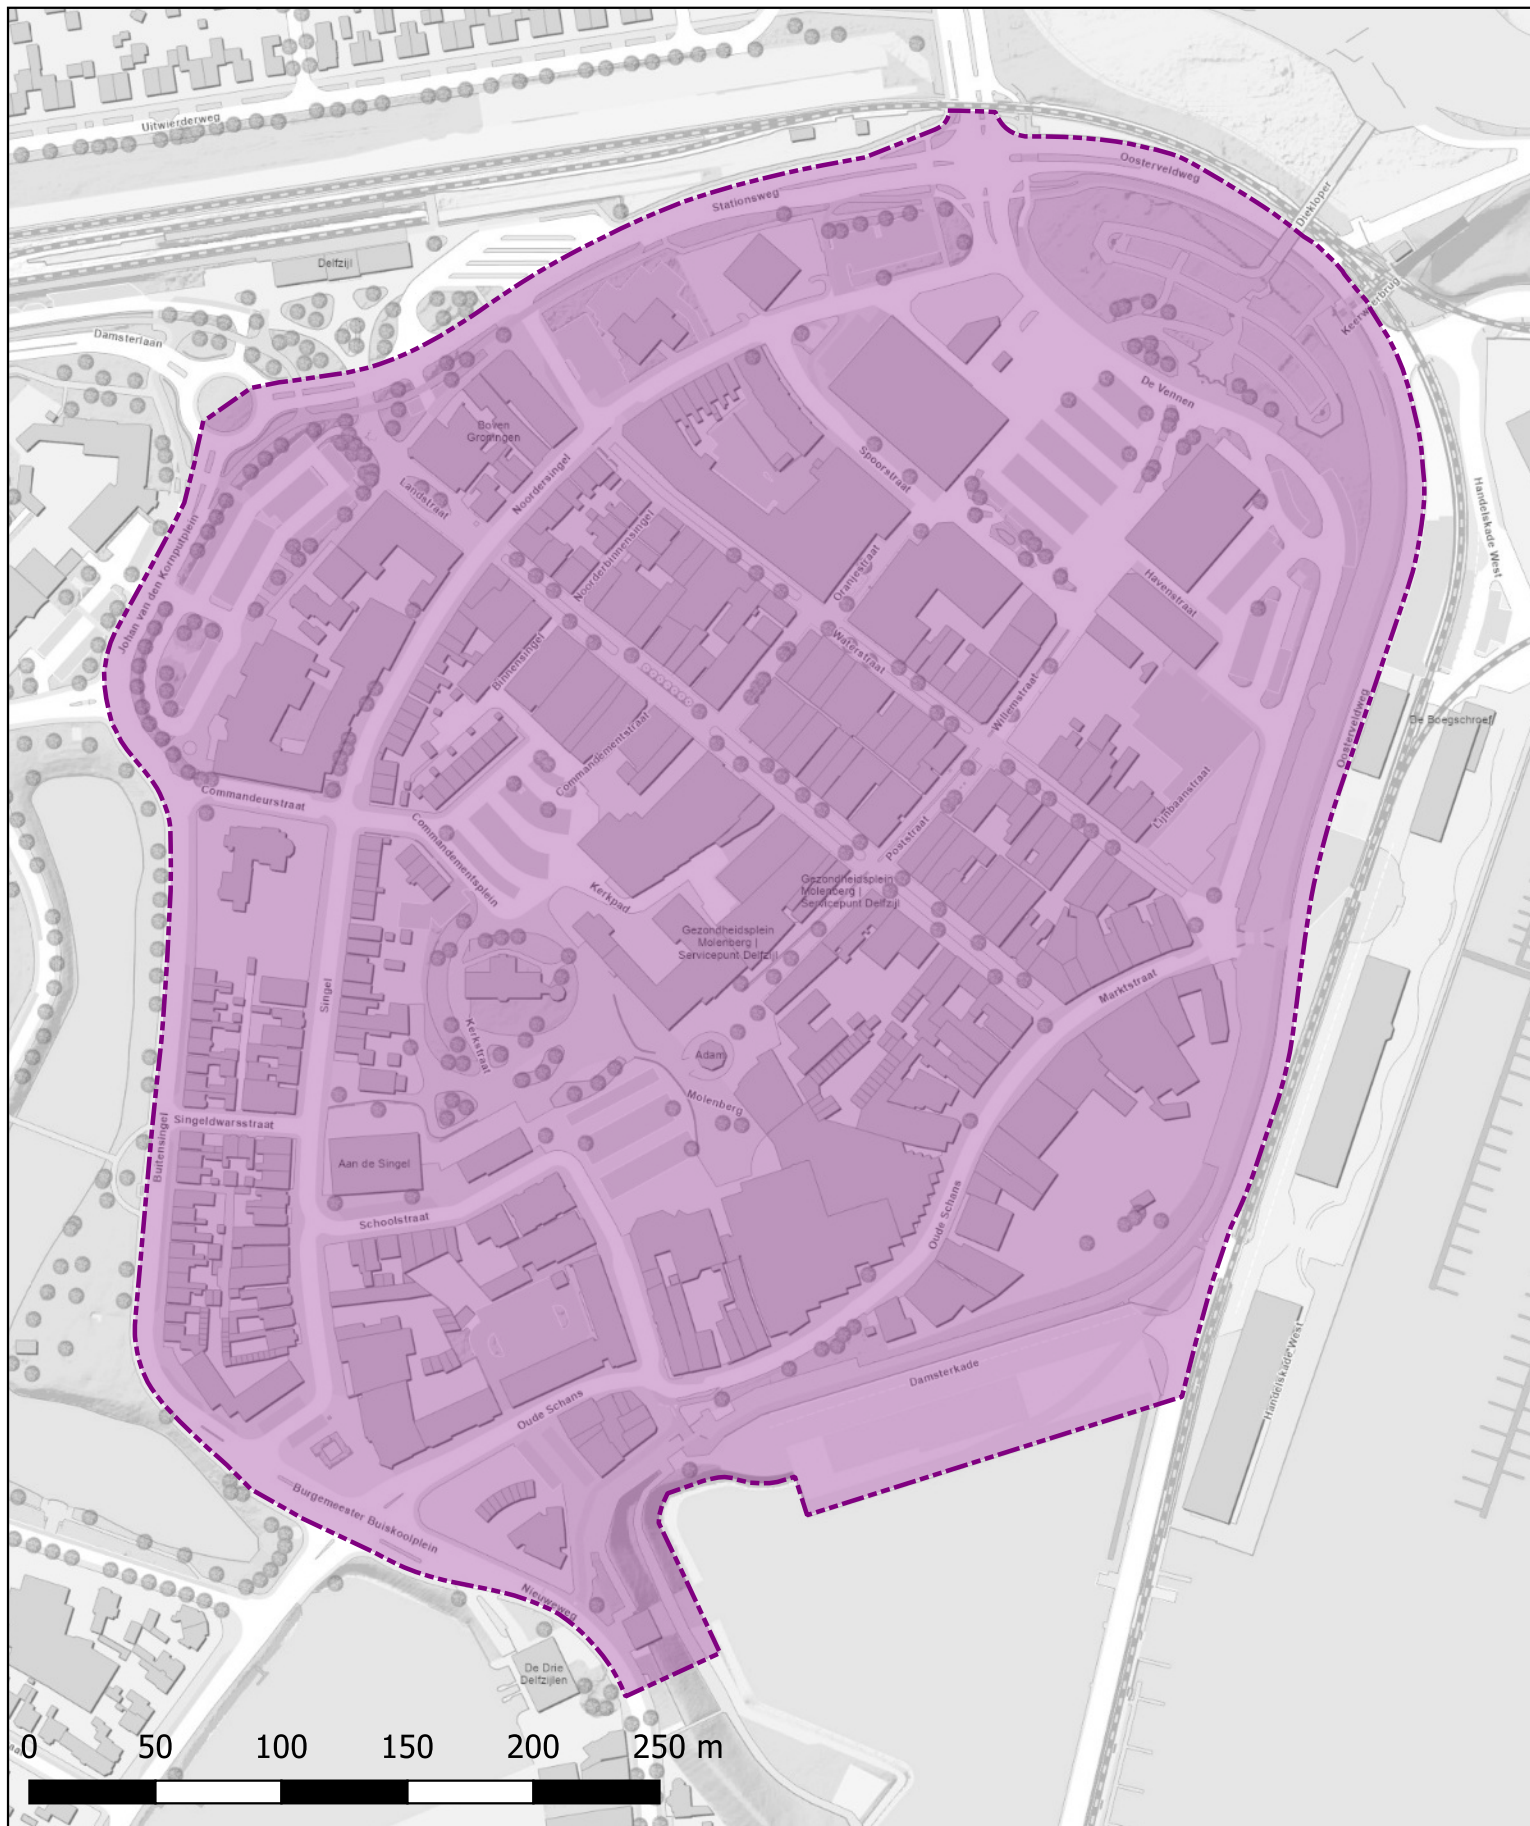 Uitwierderweg
Oosterveldweg
Diekloper
Stationsweg
Delfzijl
Keerweerbrug
Damsterlaan
De Vennen
Boven
Groningen
Noordersingel
Spoorstraat
Landstraat
Handelskade West
Johan van den Kornputplein
Noorderbinnensingel
Oranjestraat
Havenstraat
Waterstraat
Binnensingel
Willemstraat
Commandementstraat
De Boegschroef
Oosterveldweg
Commandeurstraat
Lijnbaanstraat
Commandementsplein
Poststraat
Kerkpad
Gezondheidsplein
Molenberg |
Servicepunt Delfzijl
Gezondheidsplein
Molenberg |
Servicepunt Delfzijl
Singel
Marktstraat
Kerkstraat
Adam
Molenberg
Singeldwarsstraat
Buitensingel
Aan de Singel
Schoolstraat
Oude Schans
Damsterkade
Handelskade West
Oude Schans
Burgemeester Buiskoolplein
Nieuweweg
De Drie
Delfzijlen
0 50 100 150 200 250 m